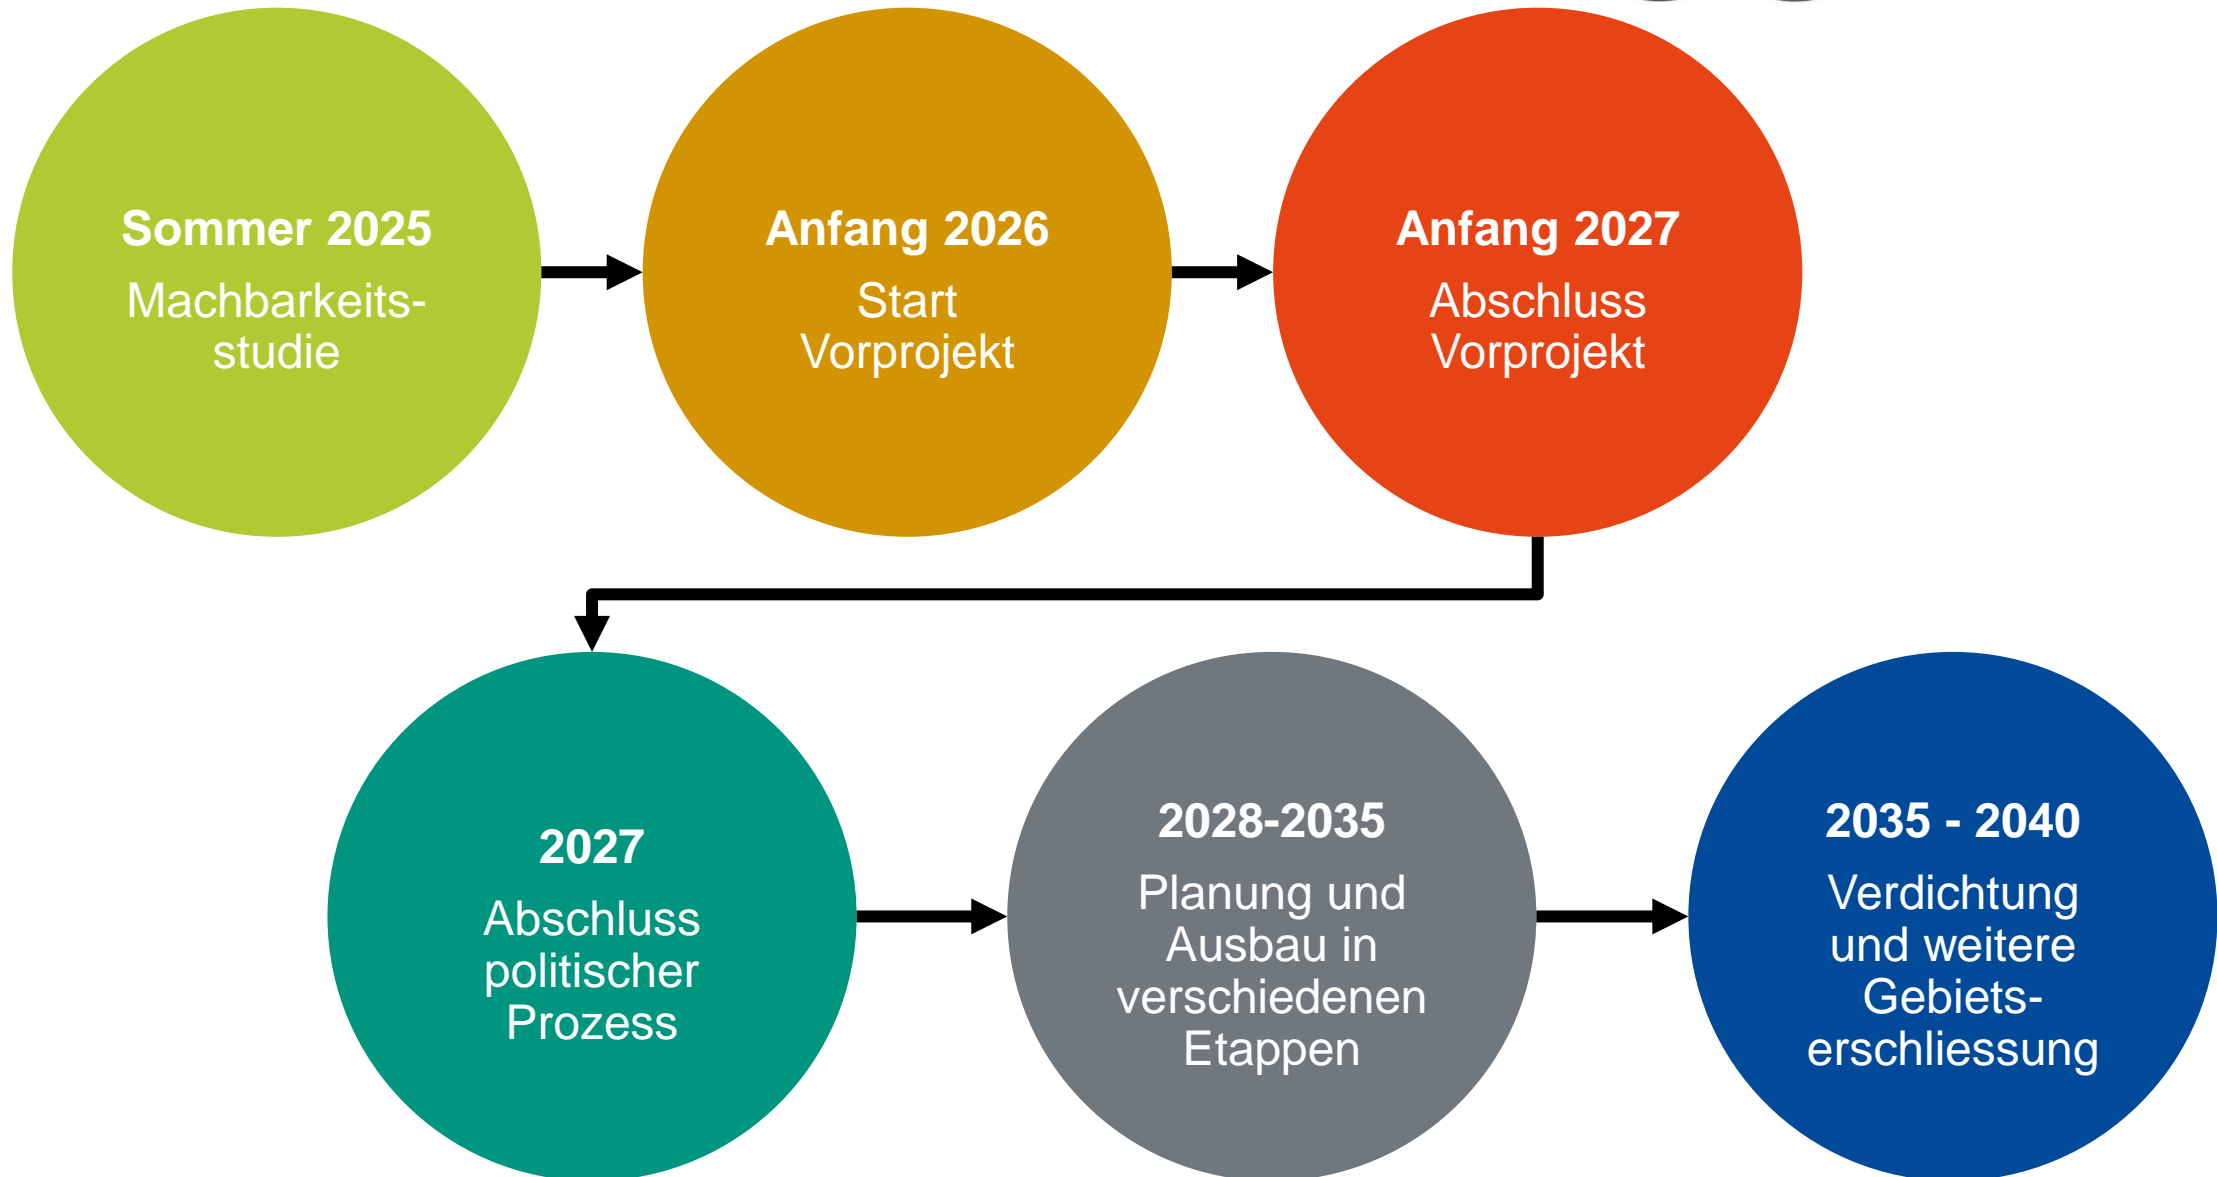 Sommer 2025
Machbarkeits-
studie
Anfang 2026
Start
Vorprojekt
Anfang 2027
Abschluss
Vorprojekt
2027
Abschluss
politischer
Prozess
2028-2035
Planung und
Ausbau in
verschiedenen
Etappen
2035 - 2040
Verdichtung
und weitere
Gebiets-
erschliessung